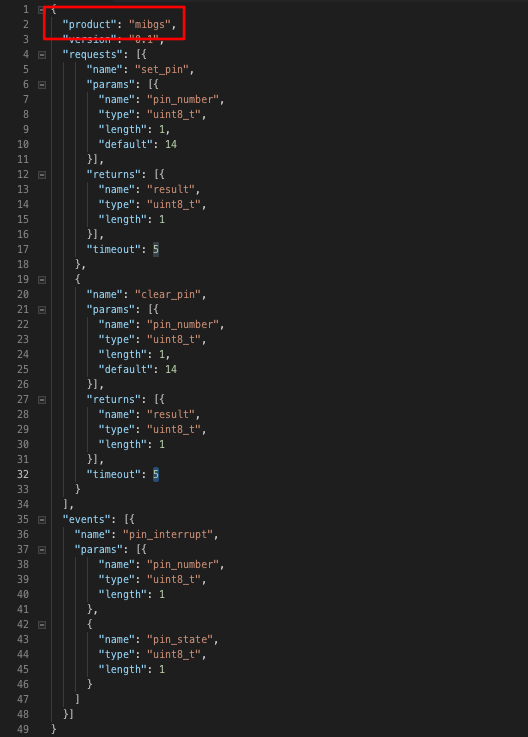 1 {
2 "product": "mibgs",
3 "version": "0.1",
4 "requests": [{
5 "name": "set_pin",
6 "params": [{
7 "name": "pin_number",
8 "type": "uint8_t",
9 "length": 1,
10 "default": 14
11 }],
12 "returns": [{
13 "name": "result",
14 "type": "uint8_t",
15 "length": 1
16 }],
17 "timeout": 5
18 },
19 {
20 "name": "clear_pin",
21 "params": [{
22 "name": "pin_number",
23 "type": "uint8_t",
24 "length": 1,
25 "default": 14
26 }],
27 "returns": [{
28 "name": "result",
29 "type": "uint8_t",
30 "length": 1
31 }],
32 "timeout": 5
33 }
34 ],
35 "events": [{
36 "name": "pin_interrupt",
37 "params": [{
38 "name": "pin_number",
39 "type": "uint8_t",
40 "length": 1
41 },
42 {
43 "name": "pin_state",
44 "type": "uint8_t",
45 "length": 1
46 }
47 ]
48 }]
49 }